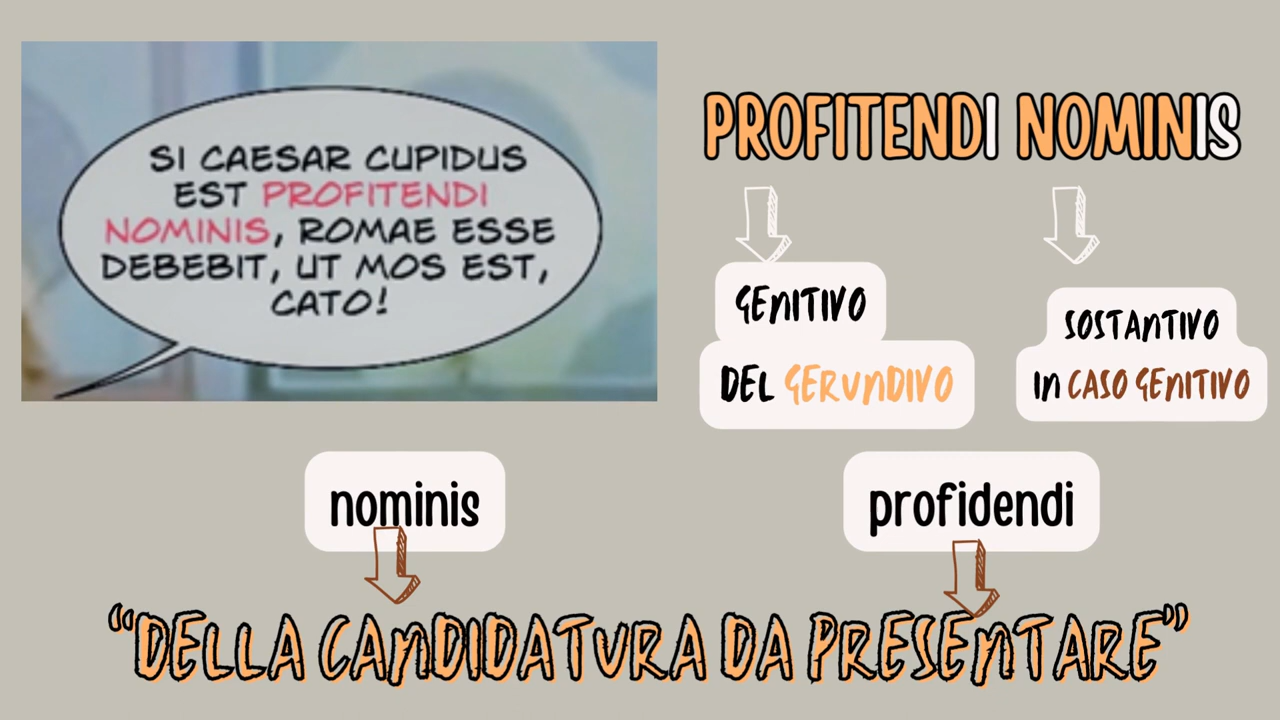 SI CAESAR CUPIDUS
EST PROFITENDI
NOMINIS, ROMAE ESSE
DEBEBIT, UT MOS EST,
CATO!
PROFITENDI NOMINIS
GENITIVO
DEL GERUNDIVO
SOSTANTIVO
IN CASO GENITIVO
nominis
profidendi
“DELLA CANDIDATURA DA PRESENTARE”